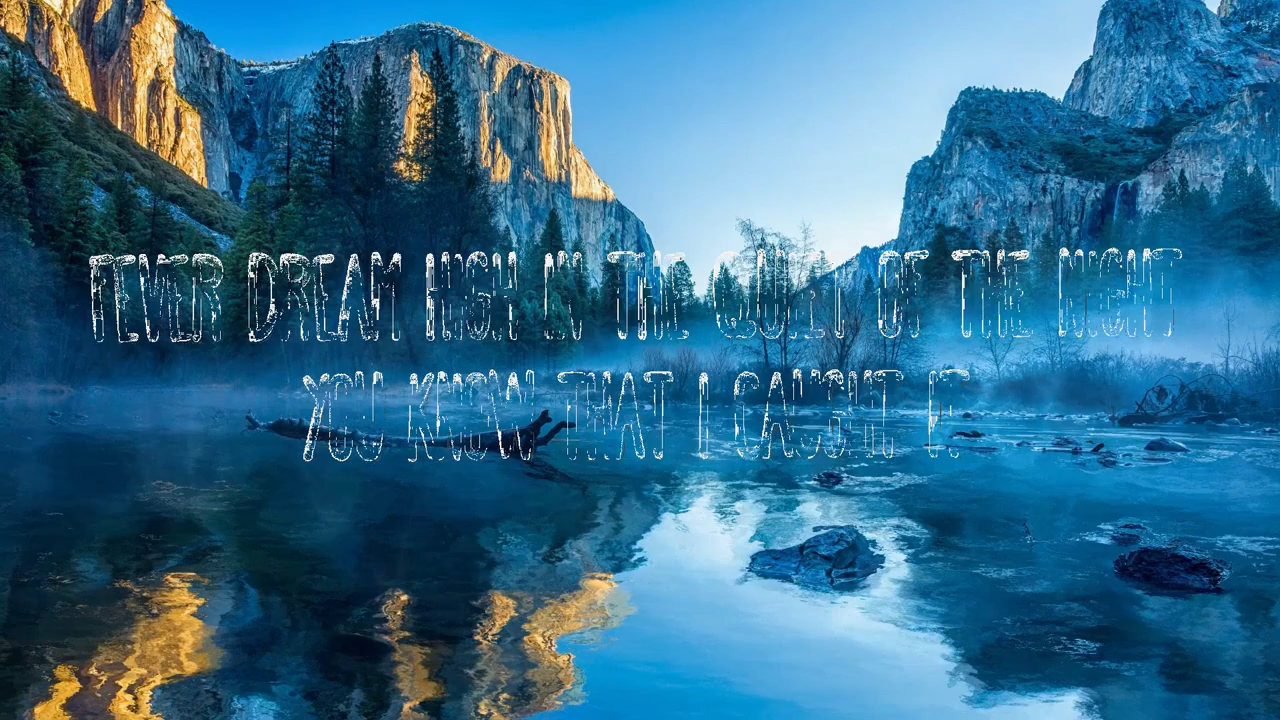 FEVER DREAM HIGH IN THE QUIET OF THE NIGHT
YOU KNOW THAT I CAUGHT IT